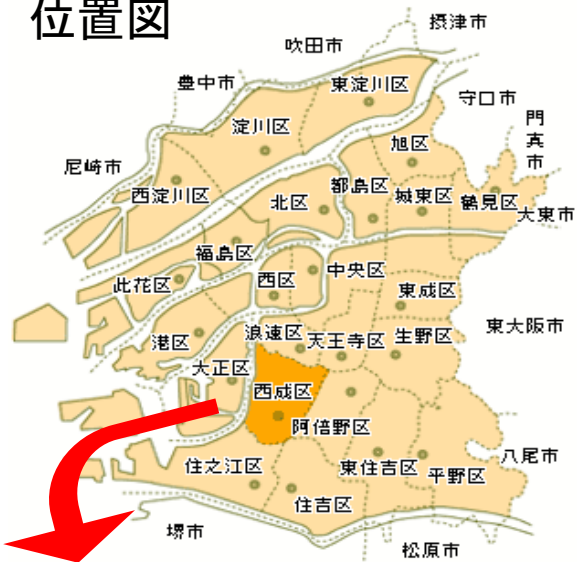 位置図
摂津市
吹田市
豊中市
東淀川区
守口市
淀川区
門真市
旭区
尼崎市
西淀川区
都島区
北区
城東区
鶴見区
大東市
福島区
中央区
此花区
西区
東成区
港区
浪速区
天王寺区
生野区
東大阪市
大正区
西成区
阿倍野区
住之江区
東住吉区
平野区
八尾市
住吉区
堺市
松原市